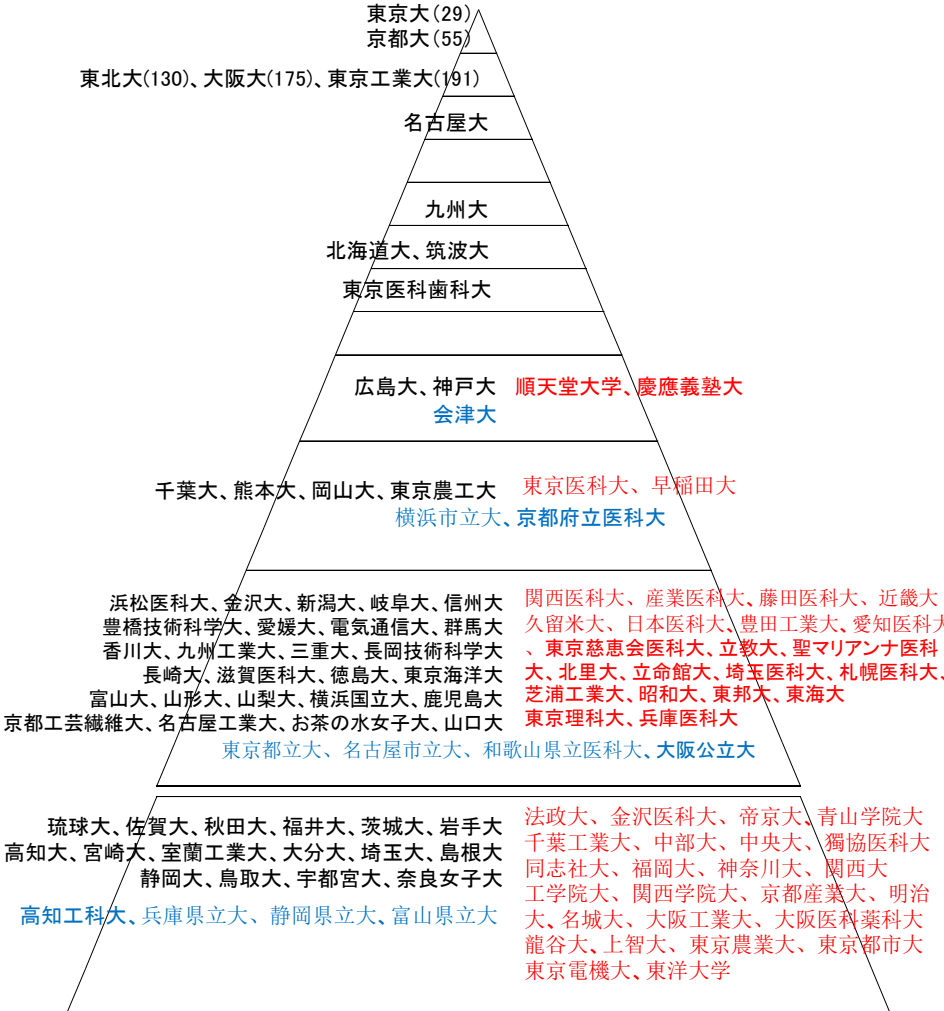 東京大(29)
京都大(55)
東北大(130)、大阪大(175)、東京工業大(191)
名古屋大
九州大
北海道大、筑波大
東京医科歯科大
広島大、神戸大
順天堂大学、慶應義塾大
会津大
千葉大、熊本大、岡山大、東京農工大
東京医科大、早稲田大
横浜市立大、京都府立医科大
浜松医科大、金沢大、新潟大、岐阜大、信州大
豊橋技術科学大、愛媛大、電気通信大、群馬大
香川大、九州工業大、三重大、長岡技術科学大
長崎大、滋賀医科大、徳島大、東京海洋大
富山大、山形大、山梨大、横浜国立大、鹿児島大
京都工芸繊維大、名古屋工業大、お茶の水女子大、山口大
関西医科大、産業医科大、藤田医科大、近畿大
久留米大、日本医科大、豊田工業大、愛知医科大
、東京慈恵会医科大、立教大、聖マリアンナ医科
大、北里大、立命館大、埼玉医科大、札幌医科大、
芝浦工業大、昭和大、東邦大、東海大
東京理科大、兵庫医科大
東京都立大、名古屋市立大、和歌山県立医科大、大阪公立大
琉球大、佐賀大、秋田大、福井大、茨城大、岩手大
高知大、宮崎大、室蘭工業大、大分大、埼玉大、島根大
静岡大、鳥取大、宇都宮大、奈良女子大
高知工科大、兵庫県立大、静岡県立大、富山県立大
法政大、金沢医科大、帝京大、青山学院大
千葉工業大、中部大、中央大、獨協医科大
同志社大、福岡大、神奈川大、関西大
工学院大、関西学院大、京都産業大、明治
大、名城大、大阪工業大、大阪医科薬科大
龍谷大、上智大、東京農業大、東京都市大
東京電機大、東洋大学